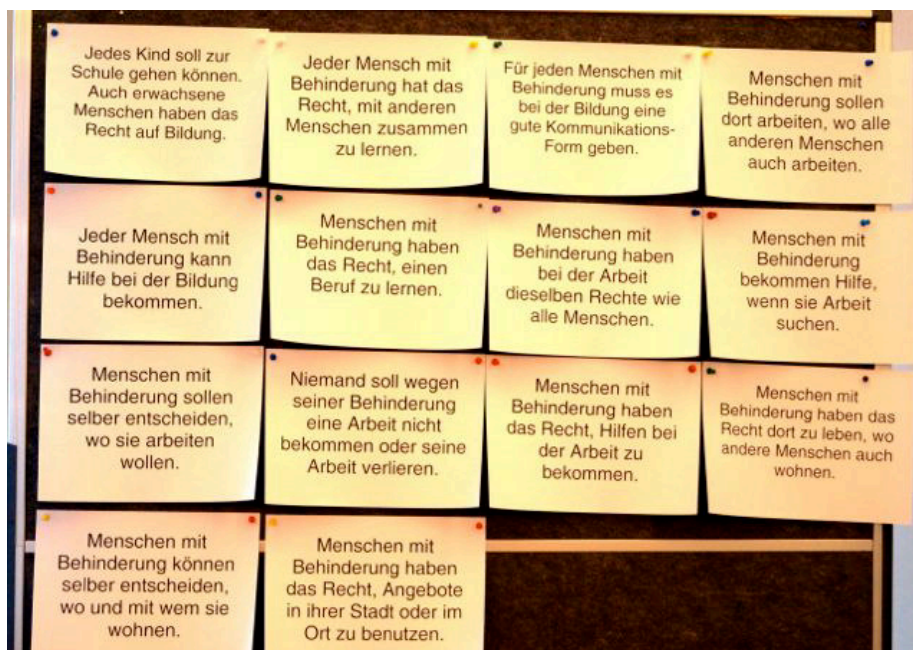 Jedes Kind soll zur
Schule gehen können.
Auch erwachsene
Menschen haben das
Recht auf Bildung.
Jeder Mensch mit
Behinderung hat das
Recht, mit anderen
Menschen zusammen
zu lernen.
Für jeden Menschen mit
Behinderung muss es
bei der Bildung eine
gute Kommunikations-
Form geben.
Menschen mit
Behinderung sollen
dort arbeiten, wo alle
anderen Menschen
auch arbeiten.
Jeder Mensch mit
Behinderung kann
Hilfe bei der Bildung
bekommen.
Menschen mit
Behinderung haben
das Recht, einen
Beruf zu lernen.
Menschen mit
Behinderung haben
bei der Arbeit
dieselben Rechte wie
alle Menschen.
Menschen mit
Behinderung
bekommen Hilfe,
wenn sie Arbeit
suchen.
Menschen mit
Behinderung sollen
selber entscheiden,
wo sie arbeiten
wollen.
Niemand soll wegen
seiner Behinderung
eine Arbeit nicht
bekommen oder seine
Arbeit verlieren.
Menschen mit
Behinderung haben
das Recht, Hilfen bei
der Arbeit zu
bekommen.
Menschen mit
Behinderung haben das
Recht dort zu leben, wo
andere Menschen auch
wohnen.
Menschen mit
Behinderung können
selber entscheiden,
wo und mit wem sie
wohnen.
Menschen mit
Behinderung haben
das Recht, Angebote
in ihrer Stadt oder im
Ort zu benutzen.